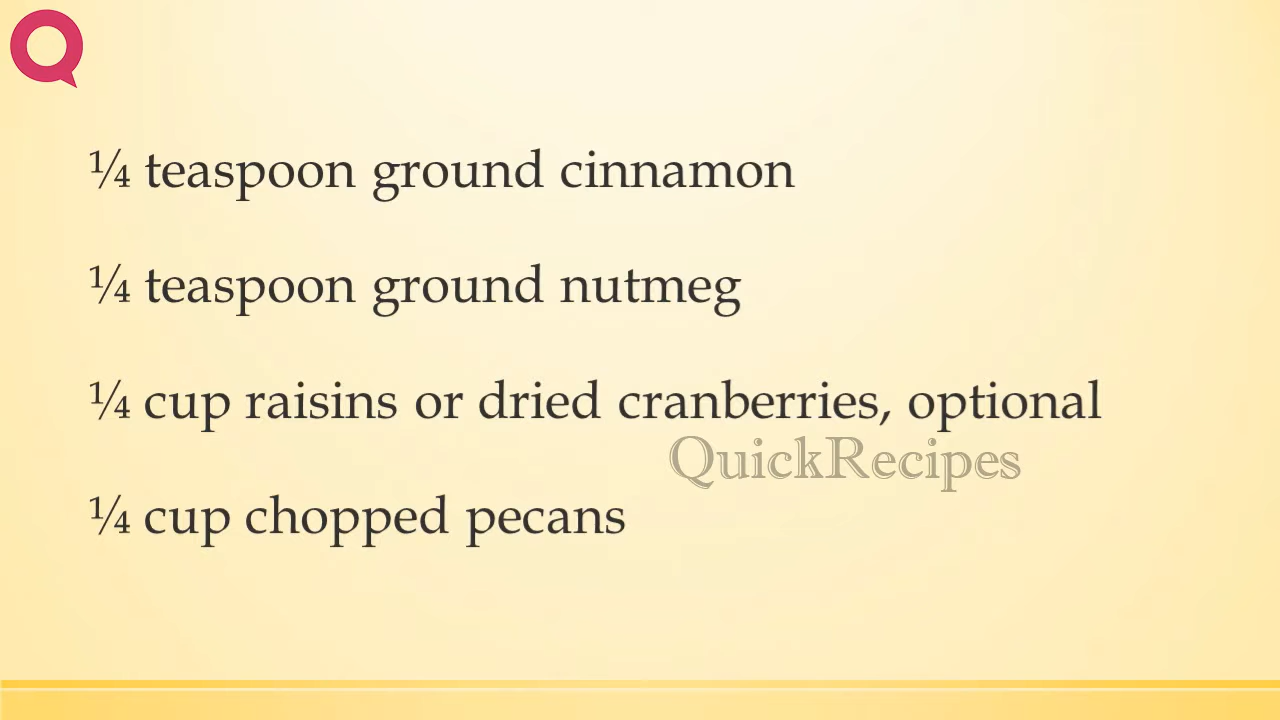 ¼ teaspoon ground cinnamon
¼ teaspoon ground nutmeg
¼ cup raisins or dried cranberries, optional
QuickRecipes
¼ cup chopped pecans